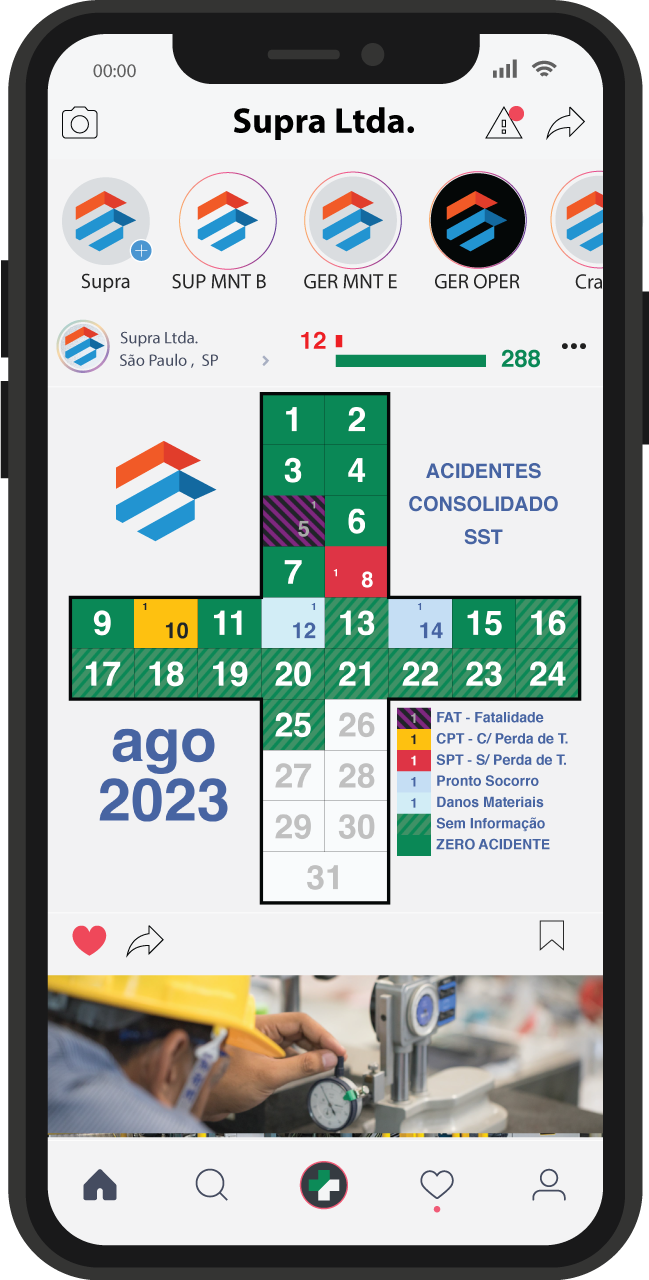 00:00
Supra Ltda.
Supra
SUP MNT B
GER MNT E
GER OPER
Cra
Supra Ltda.
São Paulo , SP
12
288
1 2
3 4
1
5 6
7 1 8
ACIDENTES
CONSOLIDADO
SST
9 1 10 11 1 12 13 1 14 15 16
17 18 19 20 21 22 23 24
25 26
27 28
29 30
31
ago
2023
1 FAT - Fatalidade
1 CPT - C/ Perda de T.
1 SPT - S/ Perda de T.
1 Pronto Socorro
1 Danos Materiais
Sem Informação
ZERO ACIDENTE